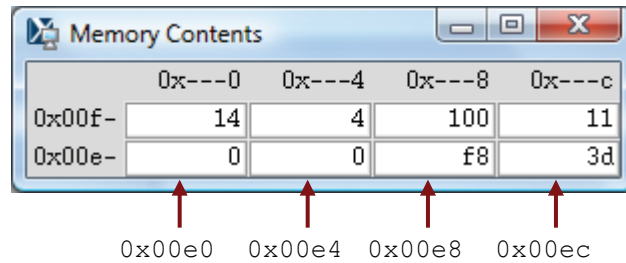 Memory Contents
0x---0 0x---4 0x---8 0x---c
0x00f- 14 4 100 11
0x00e- 0 0 f8 3d
0x00e0 0x00e4 0x00e8 0x00ec